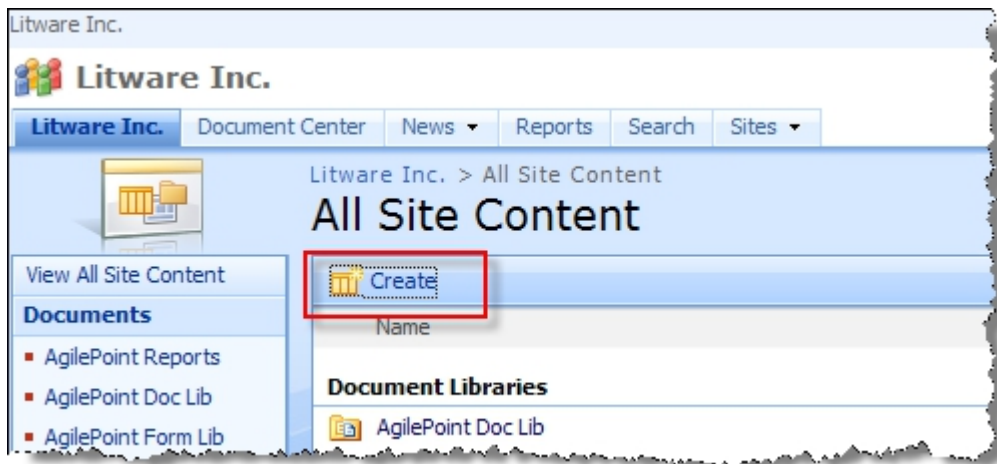 Litware Inc.
Litware Inc.
Litware Inc. Document Center News Reports Search Sites
Litware Inc. > All Site Content
All Site Content
View All Site Content
Create
Documents
Name
AgilePoint Reports
AgilePoint Doc Lib
AgilePoint Form Lib
Document Libraries
AgilePoint Doc Lib